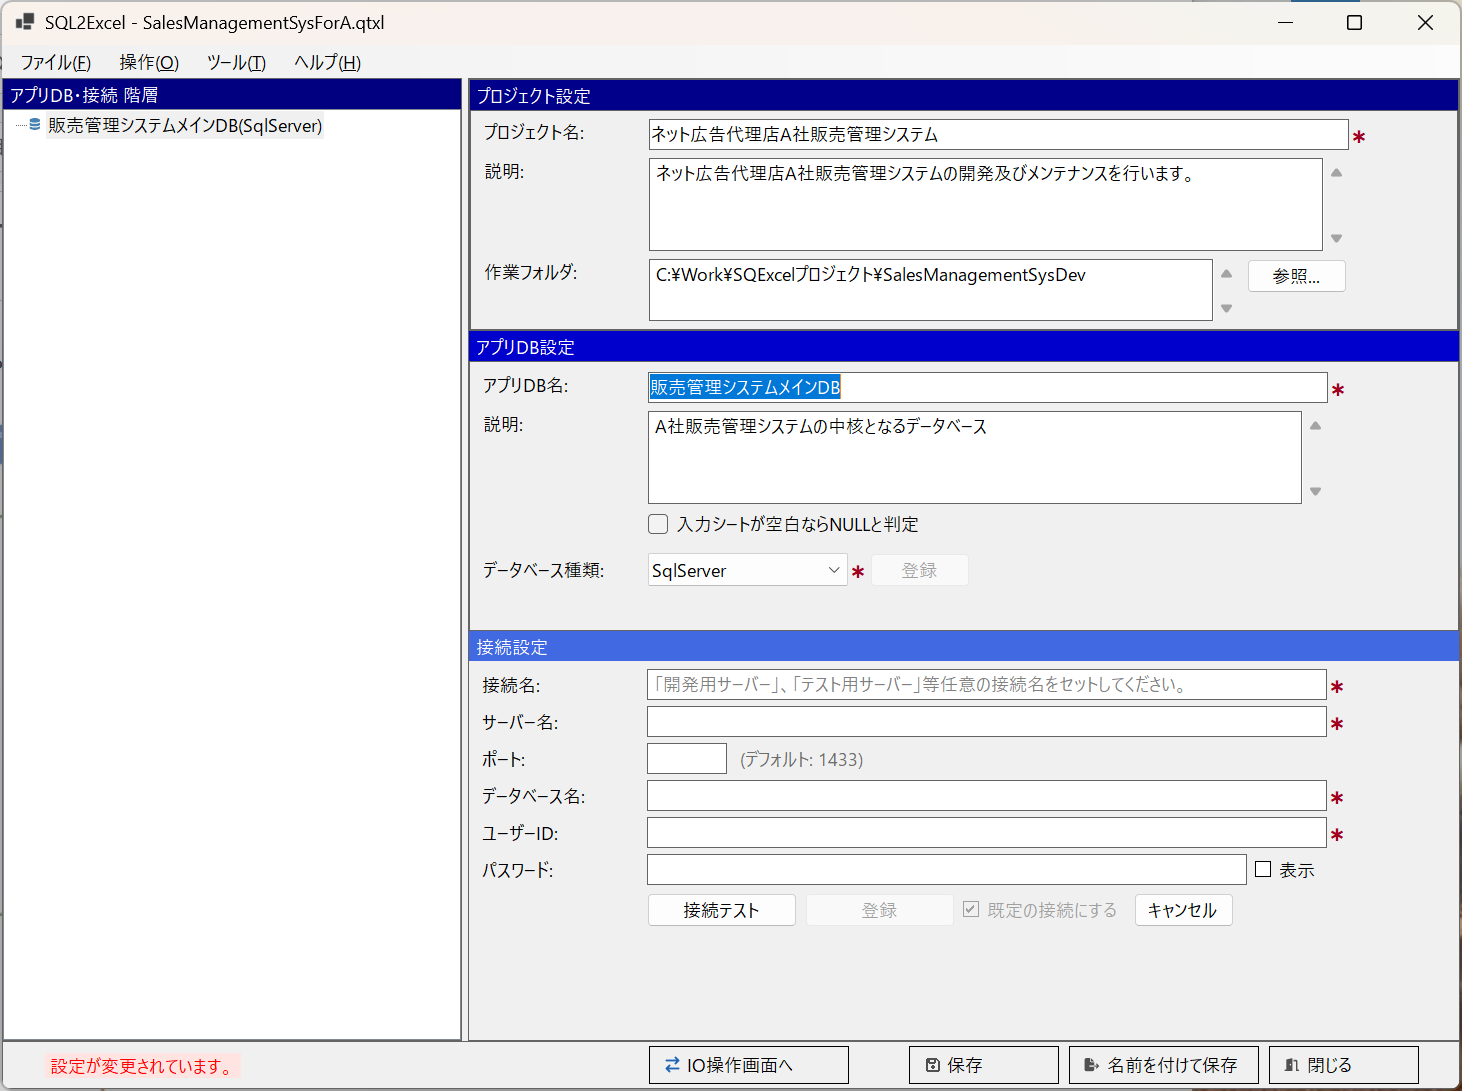 SQL2Excel - SalesManagementSysForA.qtxl
ファイル(F) 操作(O) ツール(T) ヘルプ(H)
アプリDB・接続 階層
販売管理システムメインDB(SqlServer)
プロジェクト設定
プロジェクト名: ネット広告代理店A社販売管理システム *
説明: ネット広告代理店A社販売管理システムの開発及びメンテナンスを行います。
作業フォルダ: C:¥Work¥SQExcelプロジェクト¥SalesManagementSysDev 参照...
アプリDB設定
アプリDB名: 販売管理システムメインDB *
説明: A社販売管理システムの中核となるデータベース
入力シートが空白ならNULLと判定
データベース種類: SqlServer * 登録
接続設定
接続名: 「開発用サーバー」、「テスト用サーバー」等任意の接続名をセットしてください。 *
サーバー名: *
ポート: (デフォルト: 1433)
データベース名: *
ユーザーID: *
パスワード: 表示
接続テスト 登録 既定の接続にする キャンセル
設定が変更されています。 IO操作画面へ 保存 名前を付けて保存 閉じる